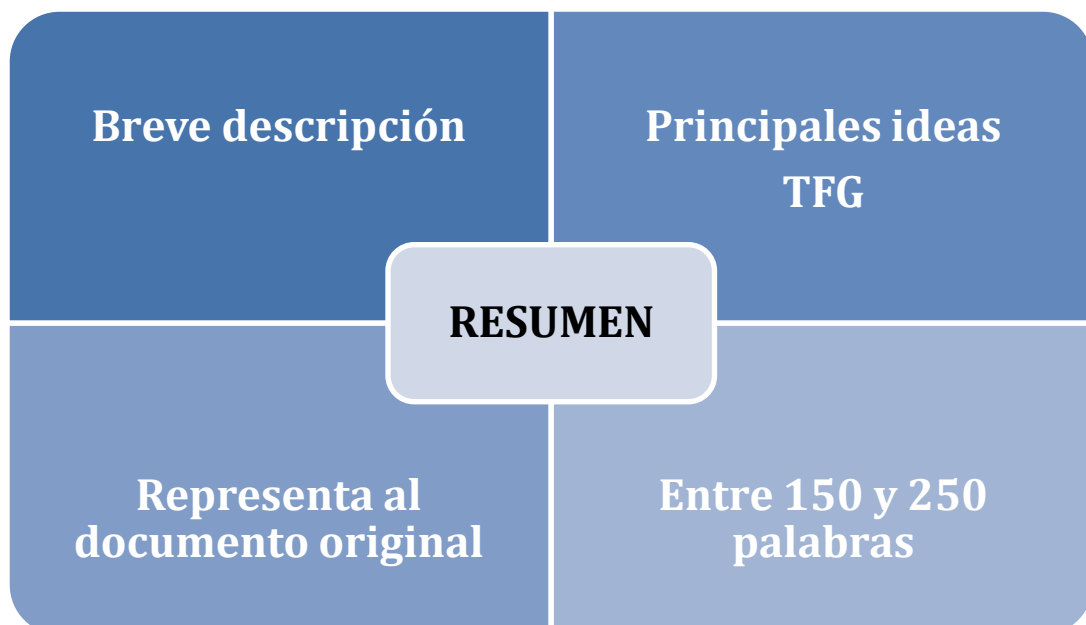 Breve descripción
Principales ideas
TFG
RESUMEN
Representa al
documento original
Entre 150 y 250
palabras